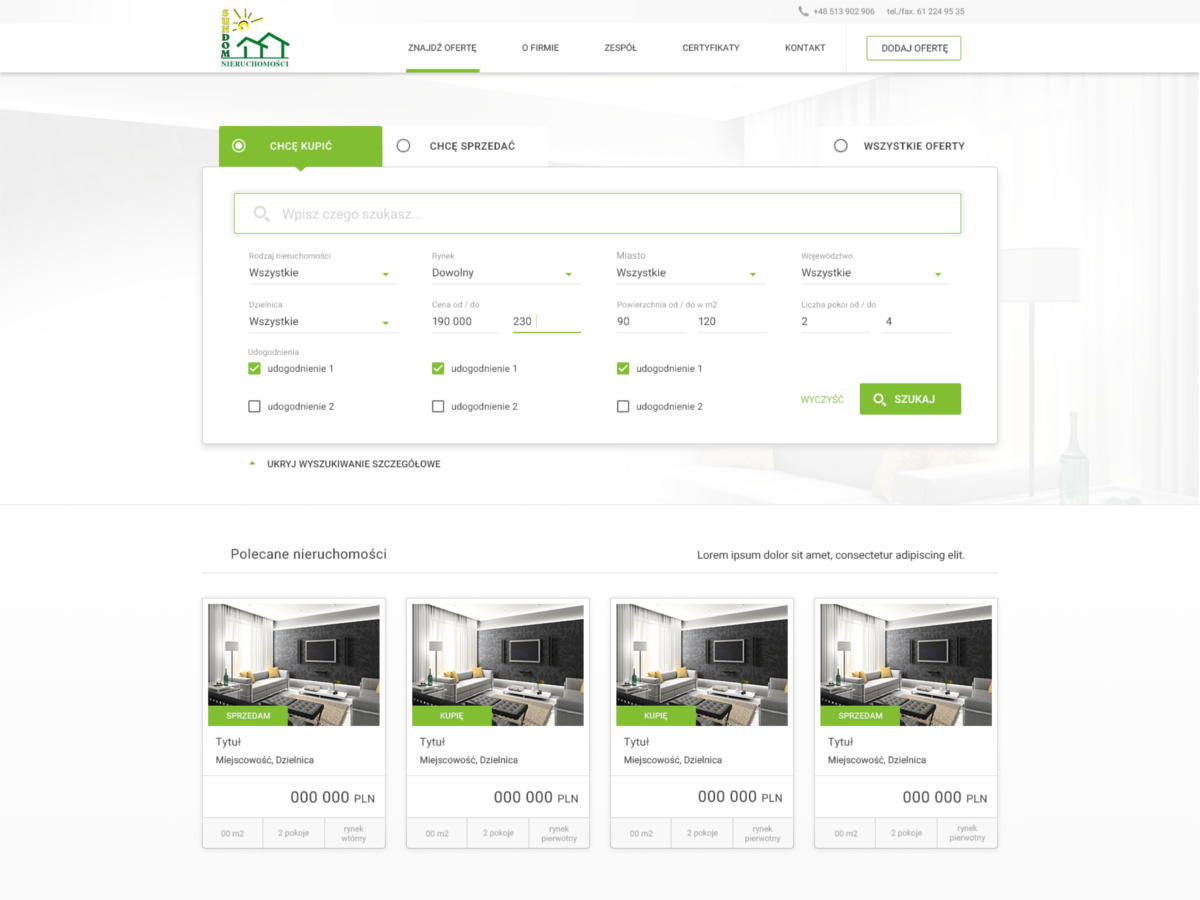 +48 513 902 906 tel./fax. 61 224 95 35
SUN
DOM
NIERUCHOMOŚCI
ZNAJDŹ OFERTĘ O FIRMIE ZESPÓŁ CERTYFIKATY KONTAKT DODAJ OFERTĘ
CHCĘ KUPIĆ CHCĘ SPRZEDAĆ WSZYSTKIE OFERTY
Wpisz czego szukasz...
Rodzaj nieruchomości Rynek Miasto Województwo
Wszystkie Dowolny Wszystkie Wszystkie
Dzielnica Cena od / do Powierzchnia od / do w m2 Liczba pokoi od / do
Wszystkie 190 000 230 90 120 2 4
Udogodnienia
udogodnienie 1 udogodnienie 1 udogodnienie 1
udogodnienie 2 udogodnienie 2 udogodnienie 2
WYCZYŚĆ SZUKAJ
UKRYJ WYSZUKIWANIE SZCZEGÓŁOWE
Polecane nieruchomości Lorem ipsum dolor sit amet, consectetur adipiscing elit.
SPRZEDAM KUPIĘ KUPIĘ SPRZEDAM
Tytuł Tytuł Tytuł Tytuł
Miejscowość, Dzielnica Miejscowość, Dzielnica Miejscowość, Dzielnica Miejscowość, Dzielnica
000 000 PLN 000 000 PLN 000 000 PLN 000 000 PLN
00 m2 2 pokoje rynek wtórny 00 m2 2 pokoje rynek pierwotny 00 m2 2 pokoje rynek pierwotny 00 m2 2 pokoje rynek pierwotny